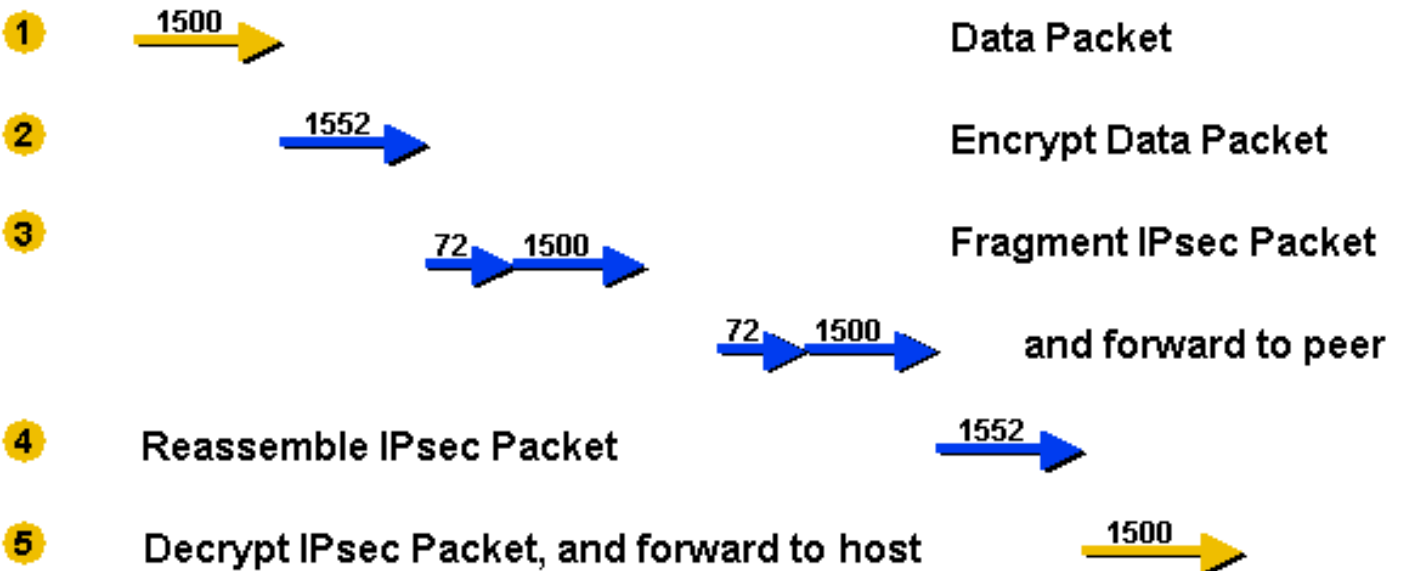 1 1500 Data Packet
2 1552 Encrypt Data Packet
3 72 1500 Fragment IPsec Packet
72 1500 and forward to peer
4 Reassemble IPsec Packet 1552
5 Decrypt IPsec Packet, and forward to host 1500